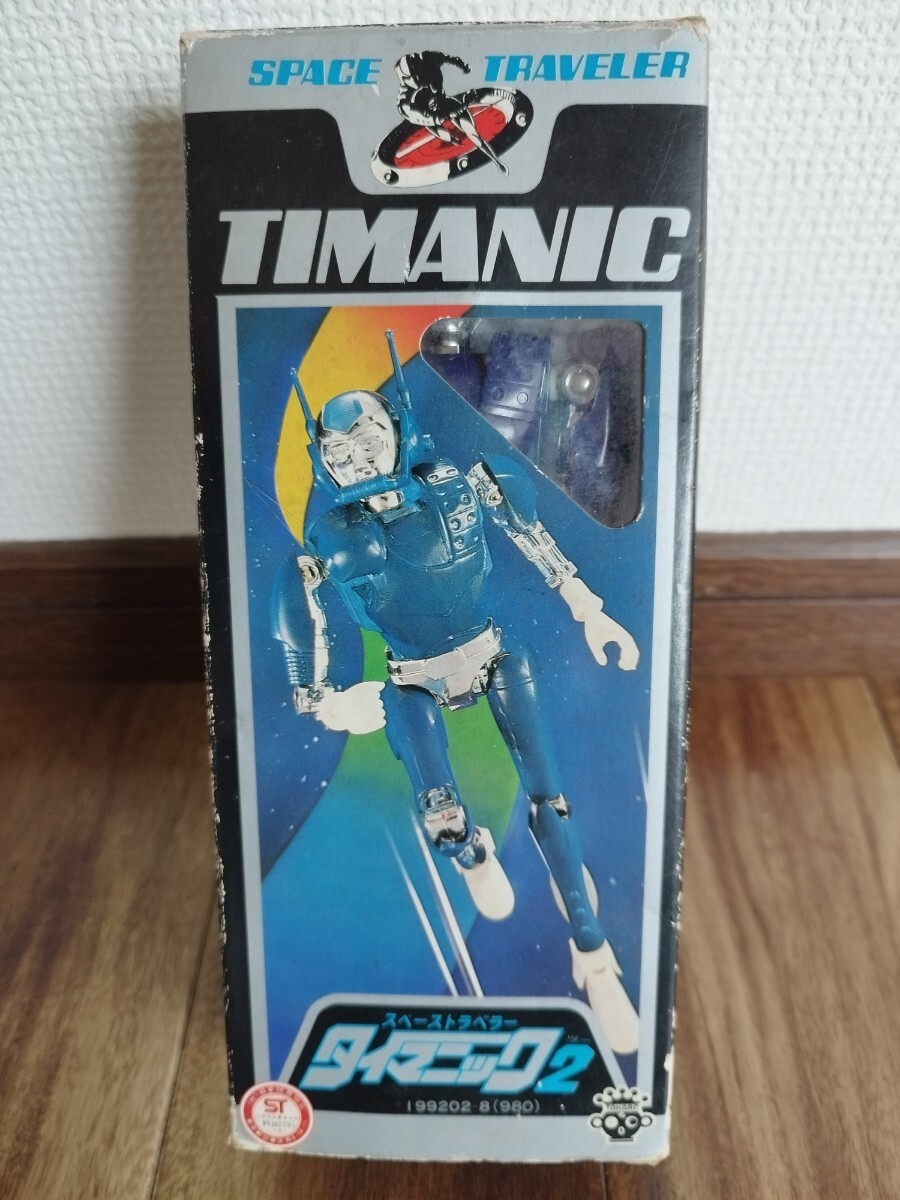 SPACE TRAVELER
TIMANIC
スペーストラベラー
タイマニック2
199202-8(980)
ST